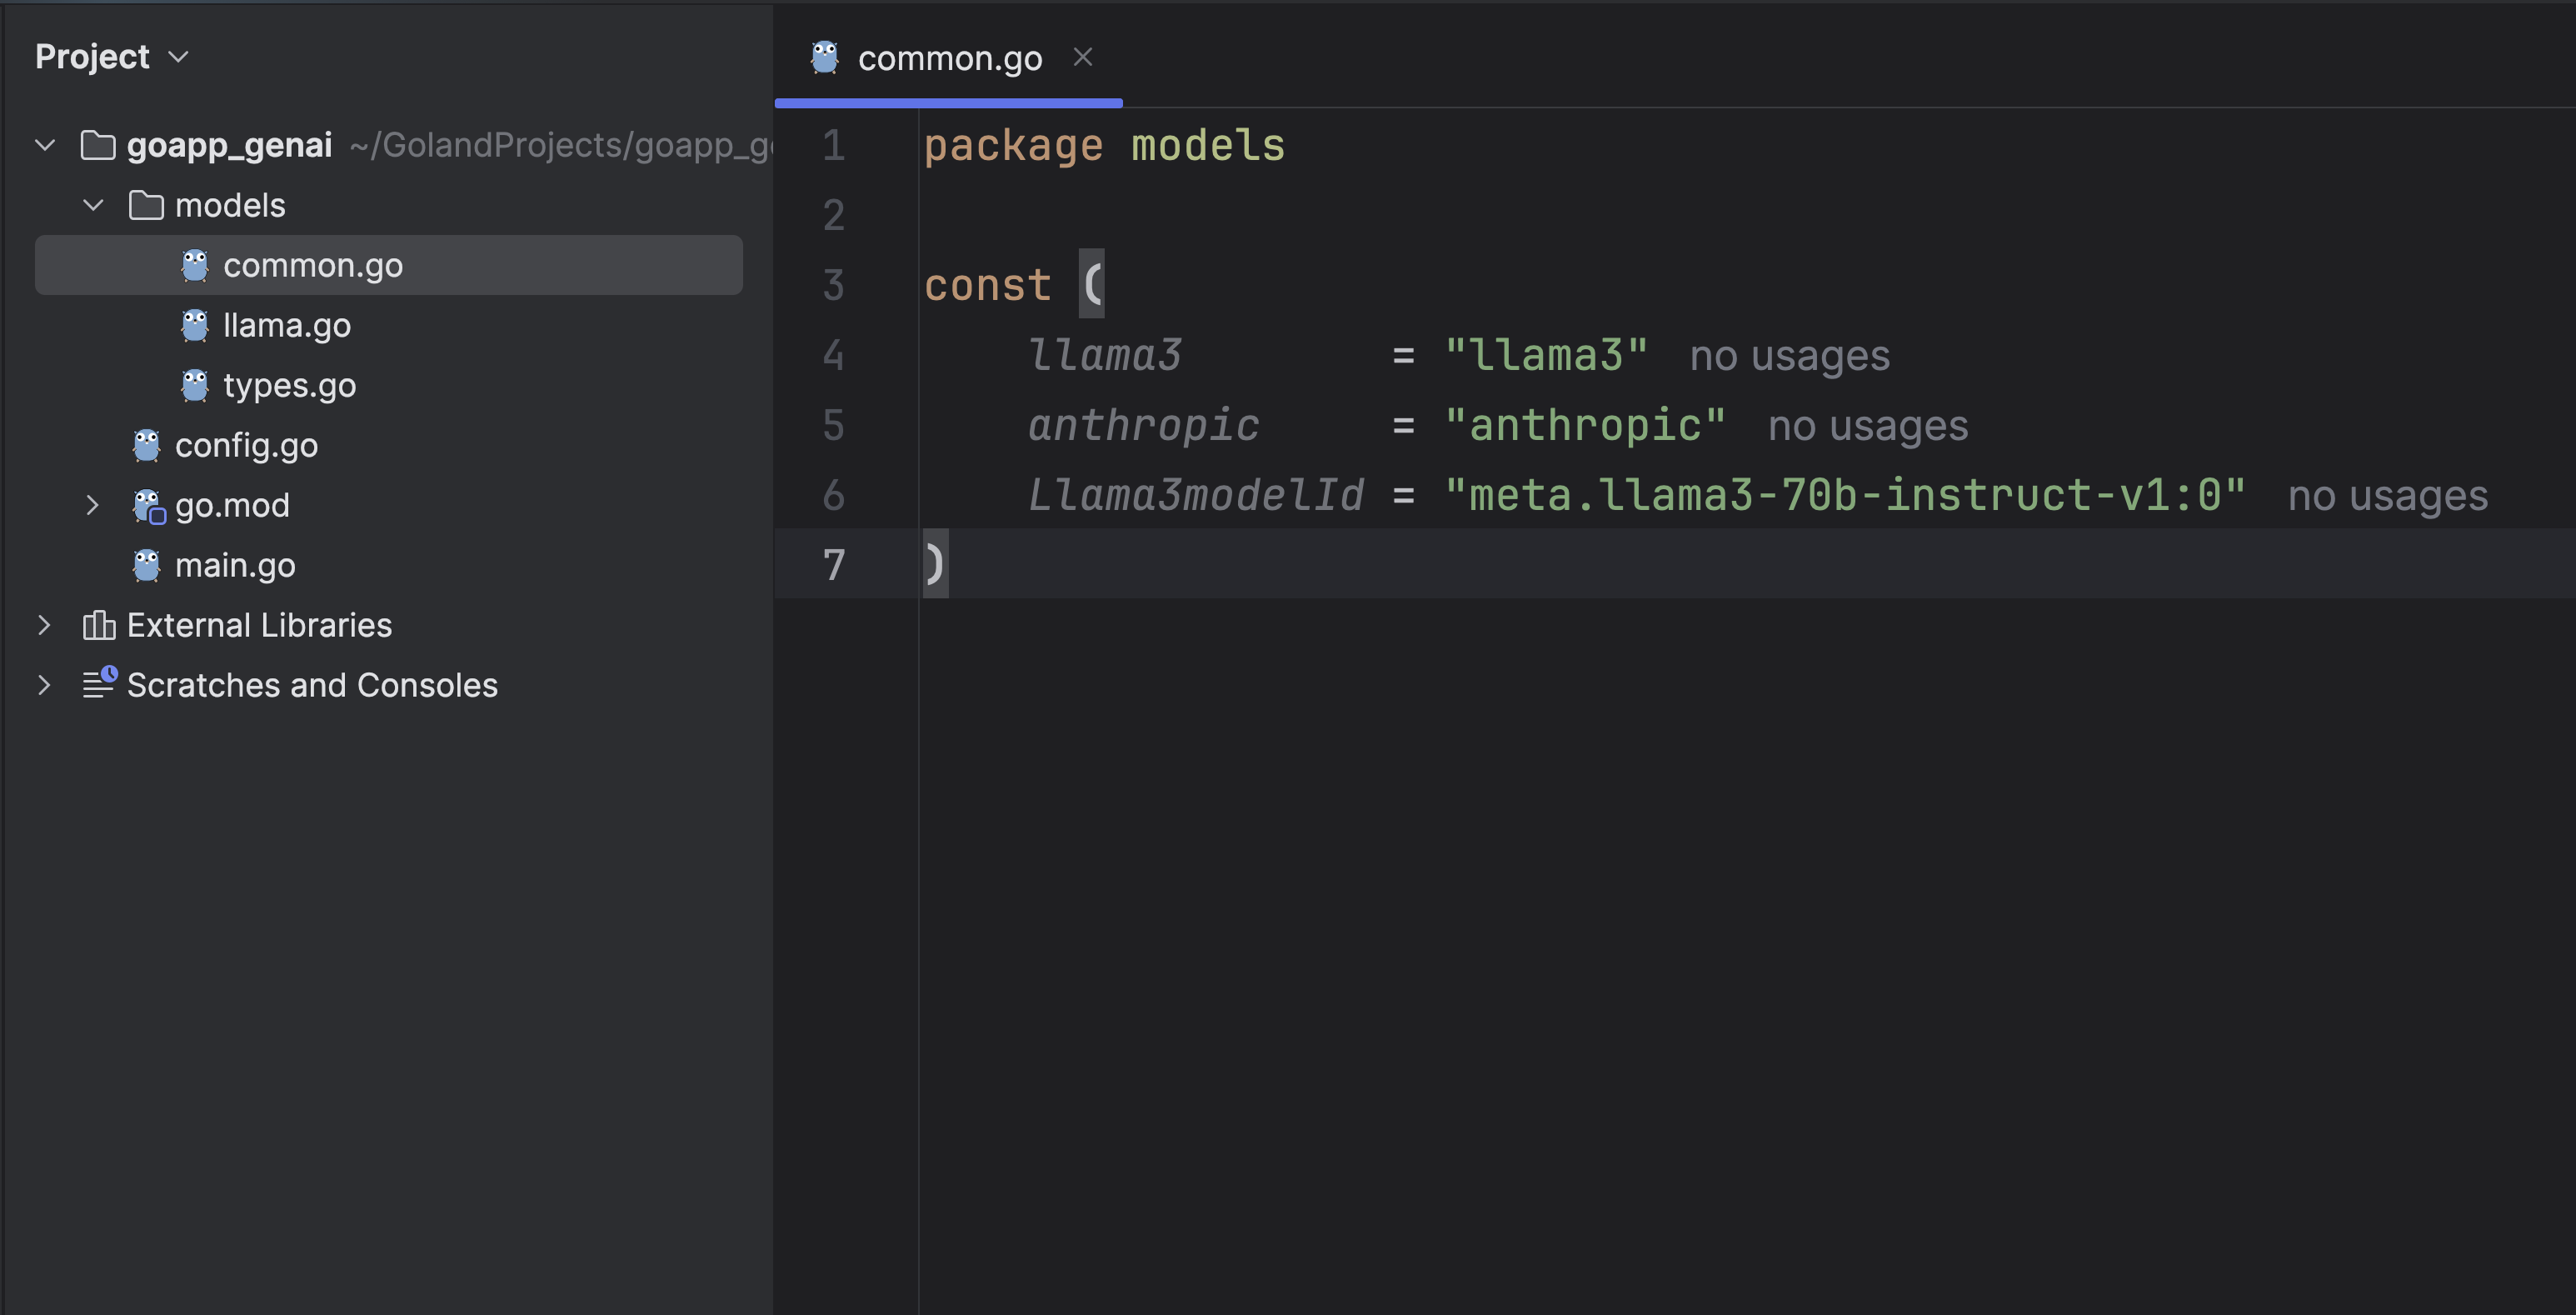 Project
goapp_genai ~/GolandProjects/goapp_g
models
common.go
llama.go
types.go
config.go
go.mod
main.go
External Libraries
Scratches and Consoles
common.go
1 package models
2
3 const (
4 llama3 = "llama3" no usages
5 anthropic = "anthropic" no usages
6 Llama3modelId = "meta.llama3-70b-instruct-v1:0" no usages
7 )